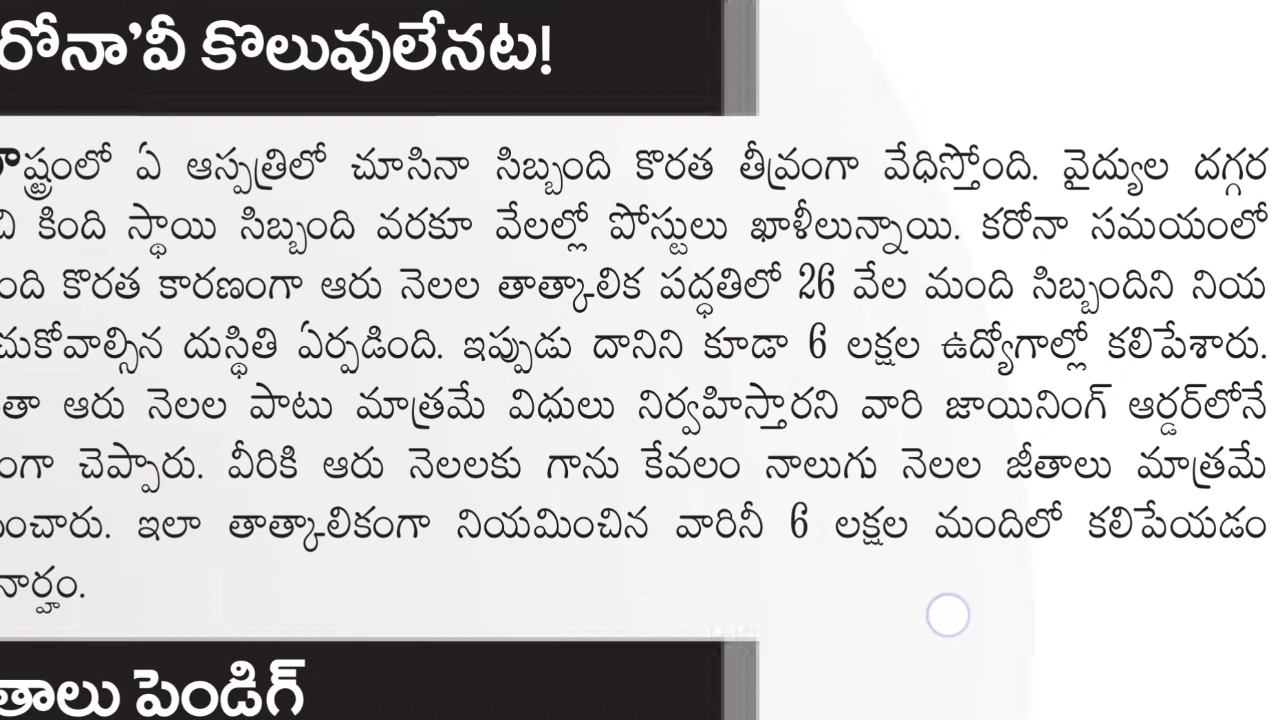 రోనా’వీ కొలువులేనట!
ష్ట్రంలో ఏ ఆస్పత్రిలో చూసినా సిబ్బంది కొరత తీవ్రంగా వేధిస్తోంది. వైద్యుల దగ్గర
కింది స్థాయి సిబ్బంది వరకూ వేలల్లో పోస్టులు ఖాళీలున్నాయి. కరోనా సమయంలో
ంది కొరత కారణంగా ఆరు నెలల తాత్కాలిక పద్ధతిలో 26 వేల మంది సిబ్బందిని నియ
చుకోవాల్సిన దుస్థితి ఏర్పడింది. ఇప్పుడు దానిని కూడా 6 లక్షల ఉద్యోగాల్లో కలిపేశారు.
తా ఆరు నెలల పాటు మాత్రమే విధులు నిర్వహిస్తారని వారి జాయినింగ్ ఆర్డర్‌లోనే
ంగా చెప్పారు. వీరికి ఆరు నెలలకు గాను కేవలం నాలుగు నెలల జీతాలు మాత్రమే
ంచారు. ఇలా తాత్కాలికంగా నియమించిన వారినీ 6 లక్షల మందిలో కలిపేయడం
నార్హం.
తాలు పెండిగ్